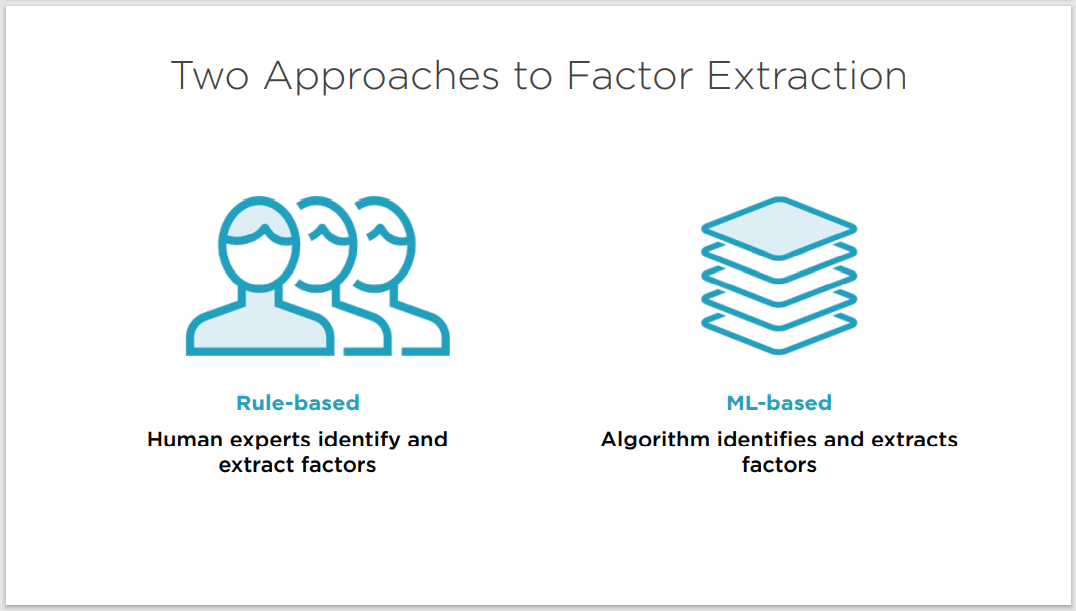 Two Approaches to Factor Extraction
Rule-based
Human experts identify and
extract factors
ML-based
Algorithm identifies and extracts
factors